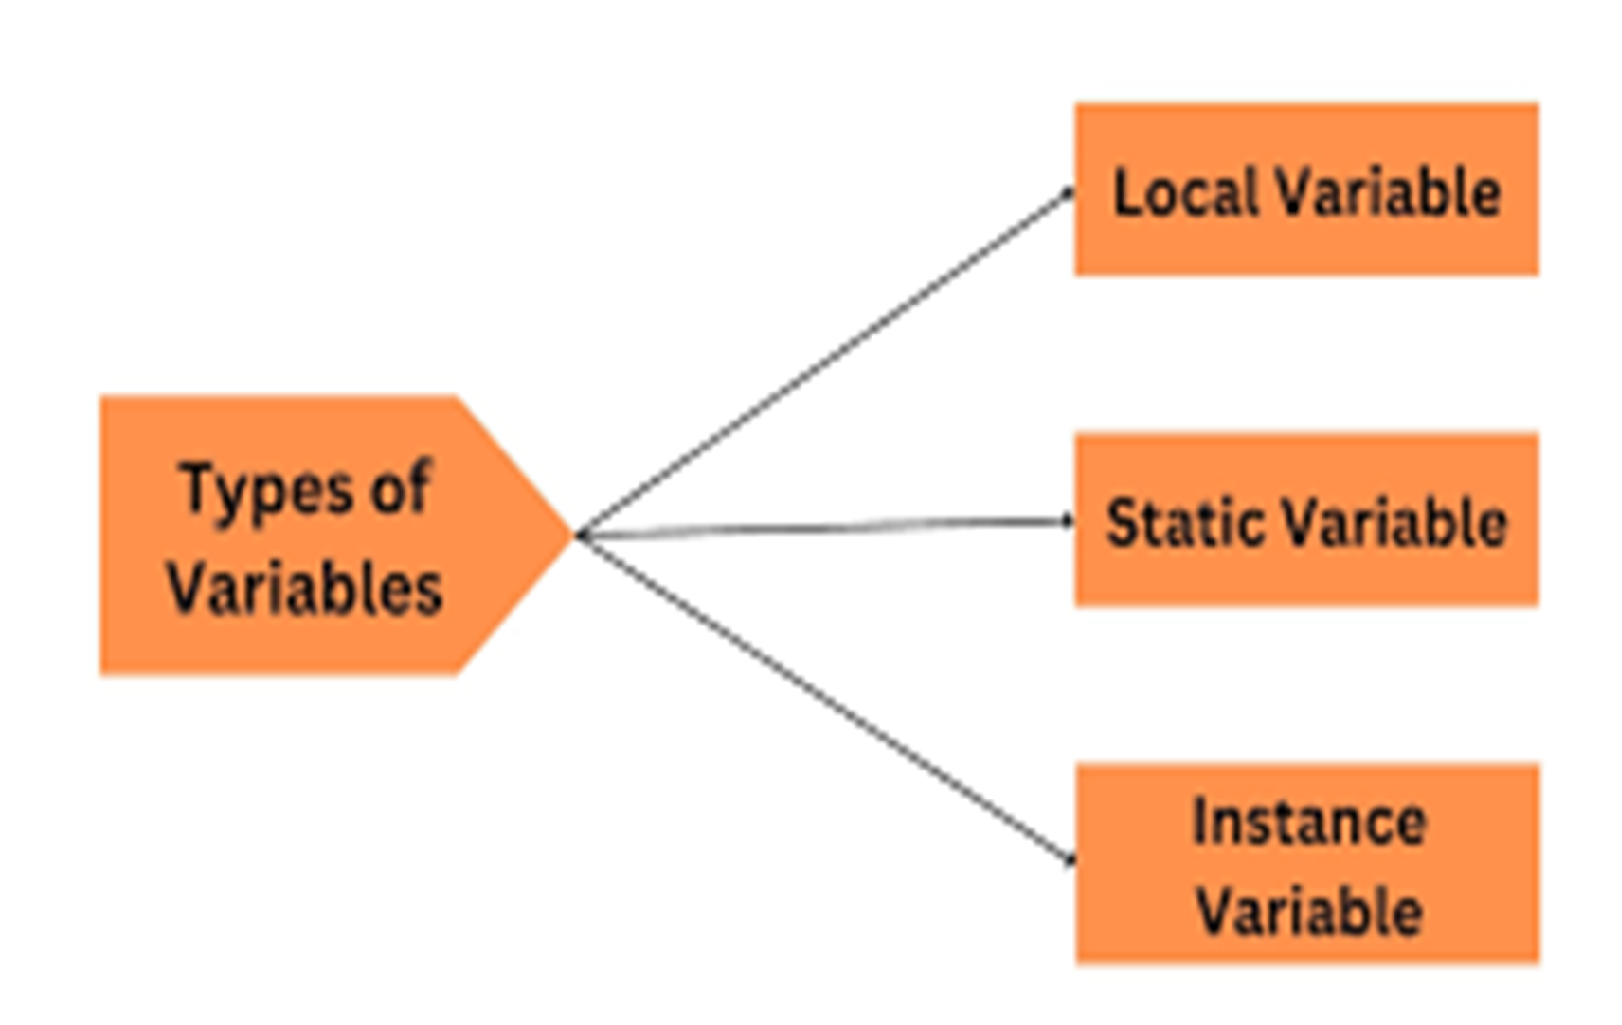 Types of
Variables
Local Variable
Static Variable
Instance
Variable